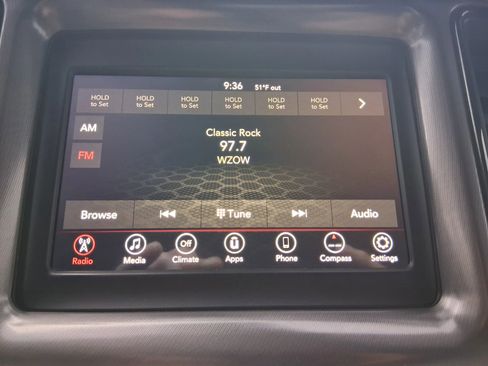 9:36 51°F out
HOLD to Set HOLD to Set HOLD to Set HOLD to Set HOLD to Set HOLD to Set
AM
FM
Classic Rock
97.7
WZOW
Browse Tune Audio
Off
Radio Media Climate Apps Phone Compass Settings